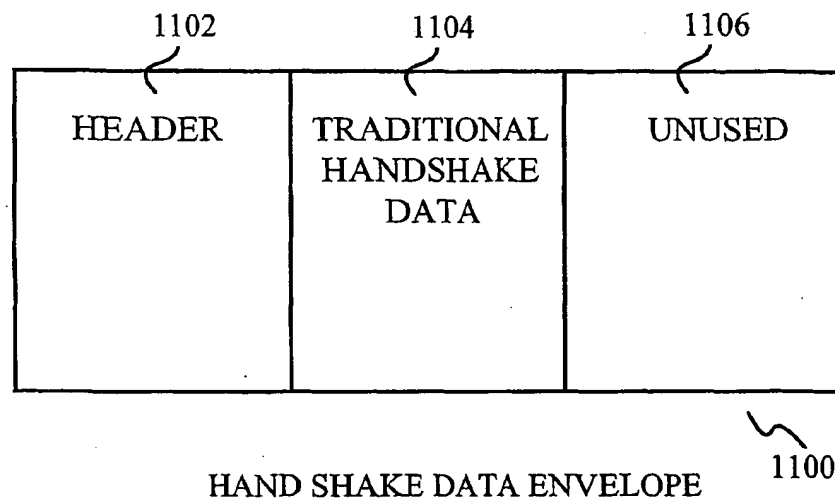 1102
1104
1106
HEADER
TRADITIONAL
HANDSHAKE
DATA
UNUSED
1100
HAND SHAKE DATA ENVELOPE